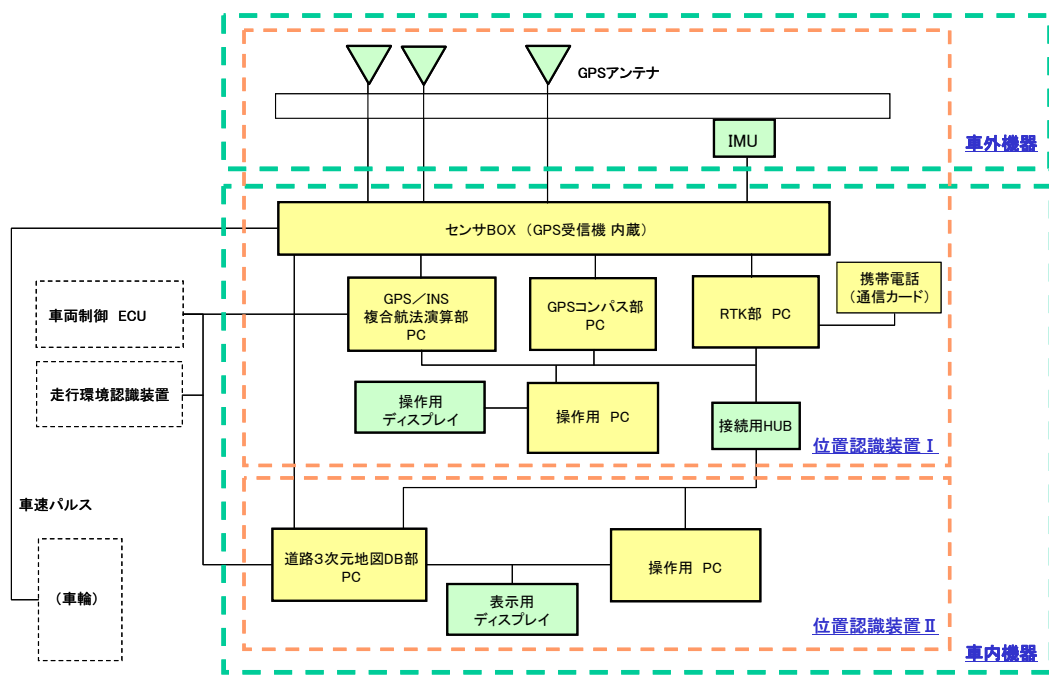 GPSアンテナ
IMU
車外機器
センサBOX （GPS受信機 内蔵）
携帯電話
（通信カード）
GPS／INS
複合航法演算部
PC
GPSコンパス部
PC
RTK部 PC
車両制御 ECU
走行環境認識装置
操作用
ディスプレイ
操作用 PC
接続用HUB
位置認識装置Ⅰ
車速パルス
道路3次元地図DB部
PC
操作用 PC
（車輪）
表示用
ディスプレイ
位置認識装置Ⅱ
車内機器